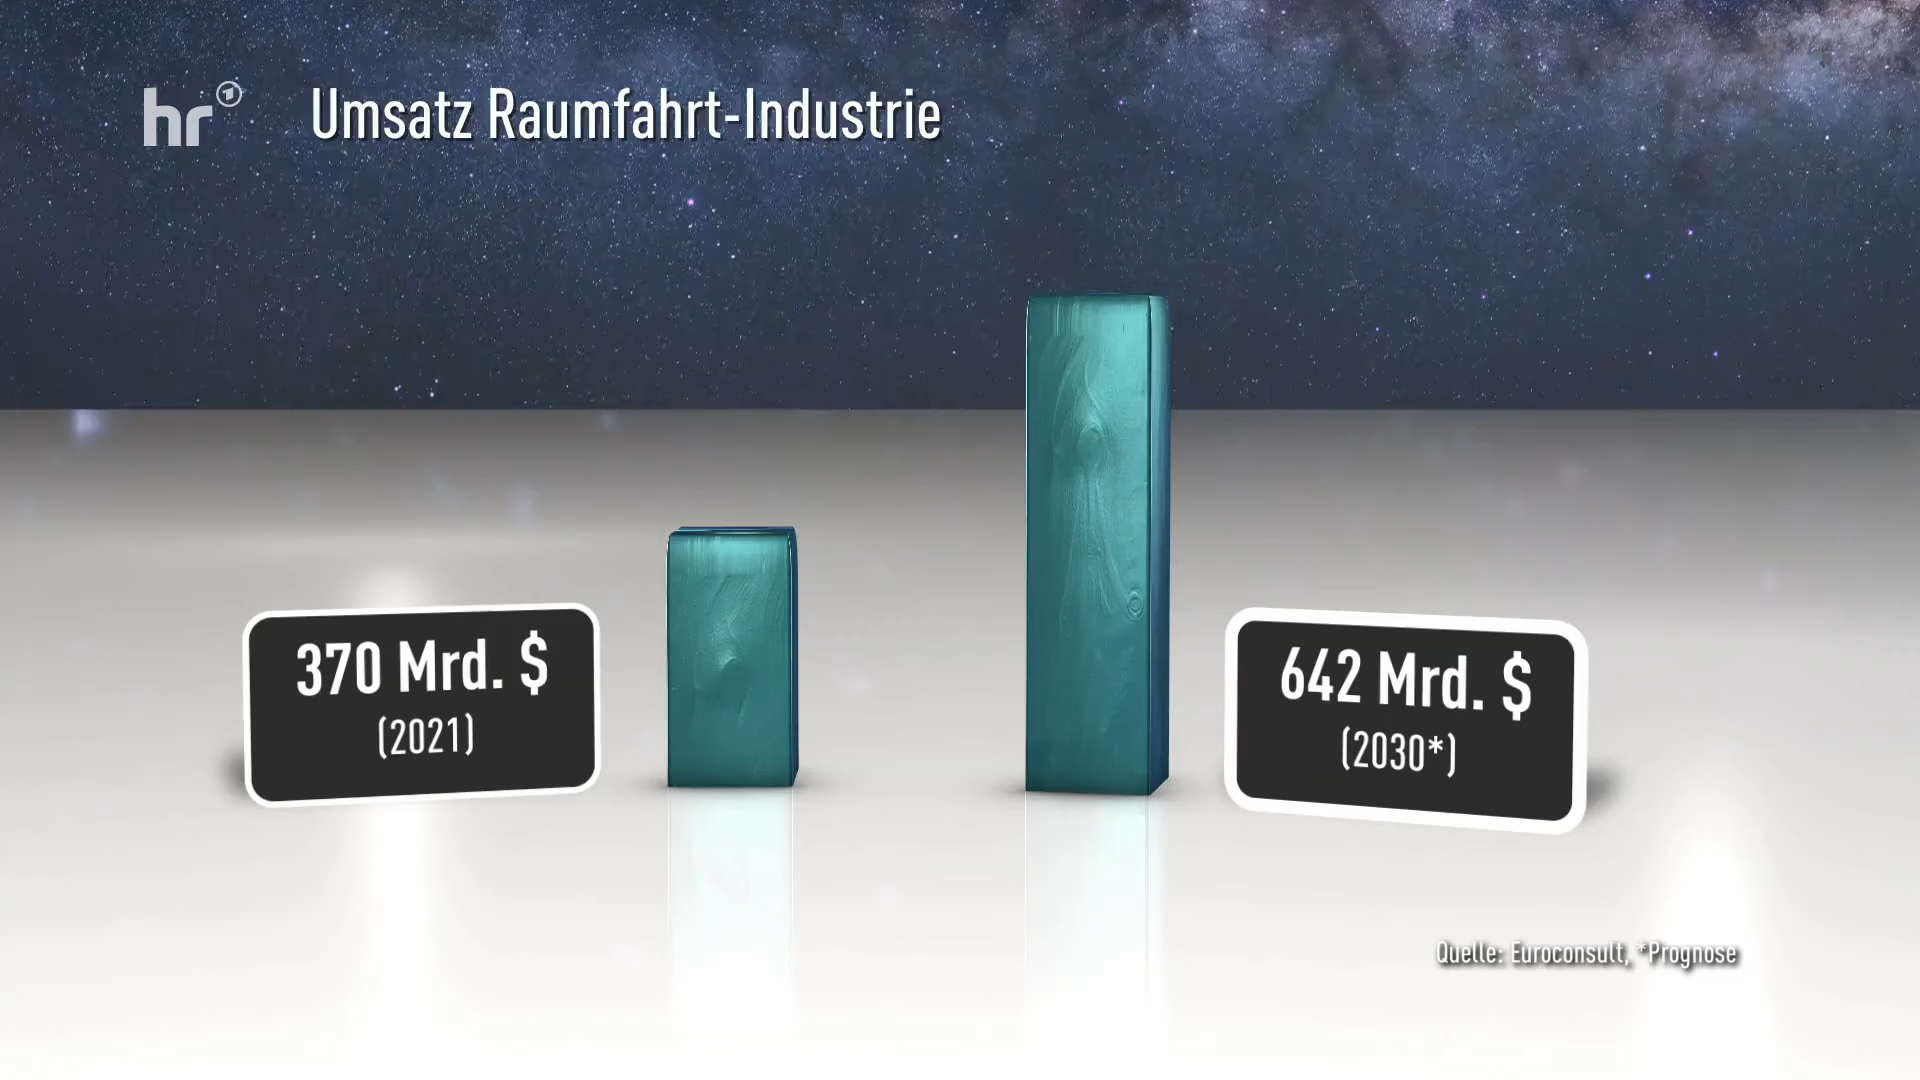 hr
Umsatz Raumfahrt-Industrie
370 Mrd. $
(2021)
642 Mrd. $
(2030*)
Quelle: Euroconsult, *Prognose